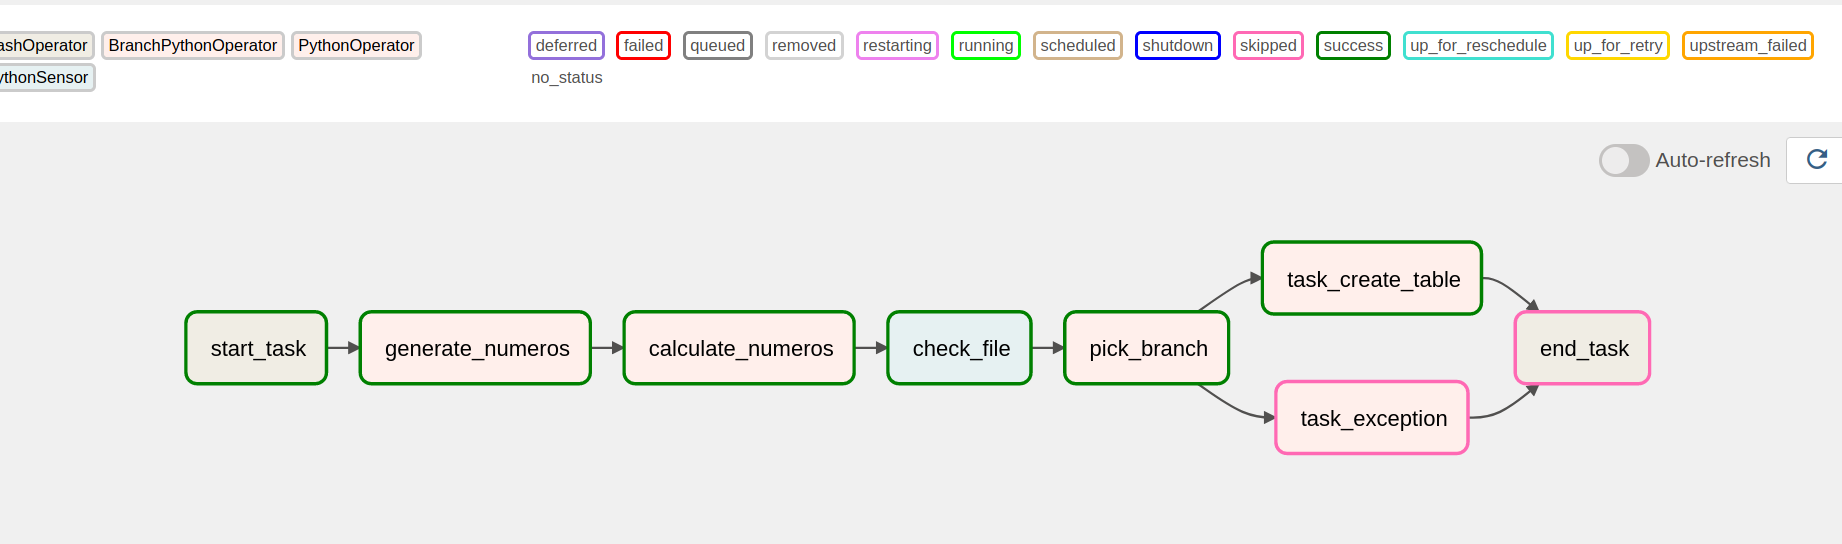 ashOperator BranchPythonOperator PythonOperator deferred failed queued removed restarting running scheduled shutdown skipped success up_for_reschedule up_for_retry upstream_failed
ythonSensor no_status
Auto-refresh
task_create_table
start_task generate_numeros calculate_numeros check_file pick_branch end_task
task_exception